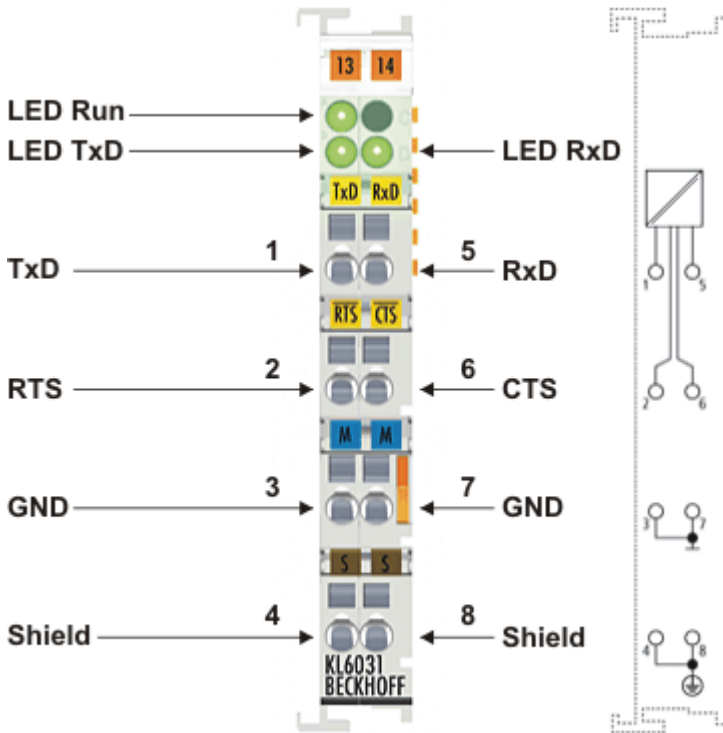 13 14
LED Run
LED TxD
LED RxD
TxD RxD
TxD 1 5 RxD
RTS CTS
RTS 2 6 CTS
M M
GND 3 7 GND
S S
Shield 4 8 Shield
KL6031
BECKHOFF
1 5
2 6
3 7
4 8